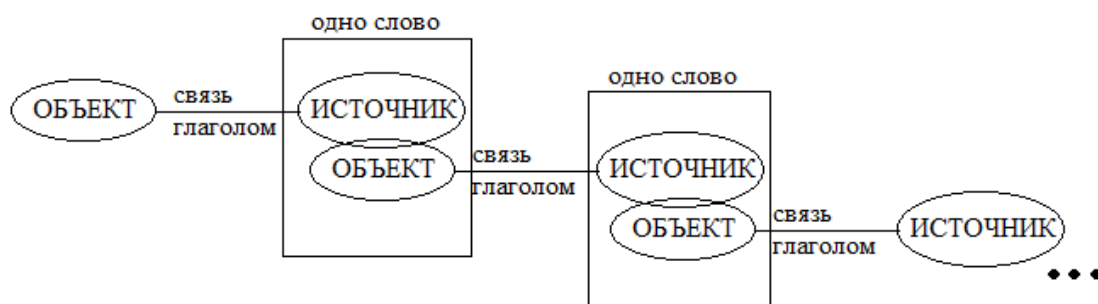 одно слово
ОБЪЕКТ
связь
глаголом
ИСТОЧНИК
ОБЪЕКТ
связь
глаголом
одно слово
ИСТОЧНИК
ОБЪЕКТ
связь
глаголом
ИСТОЧНИК
...